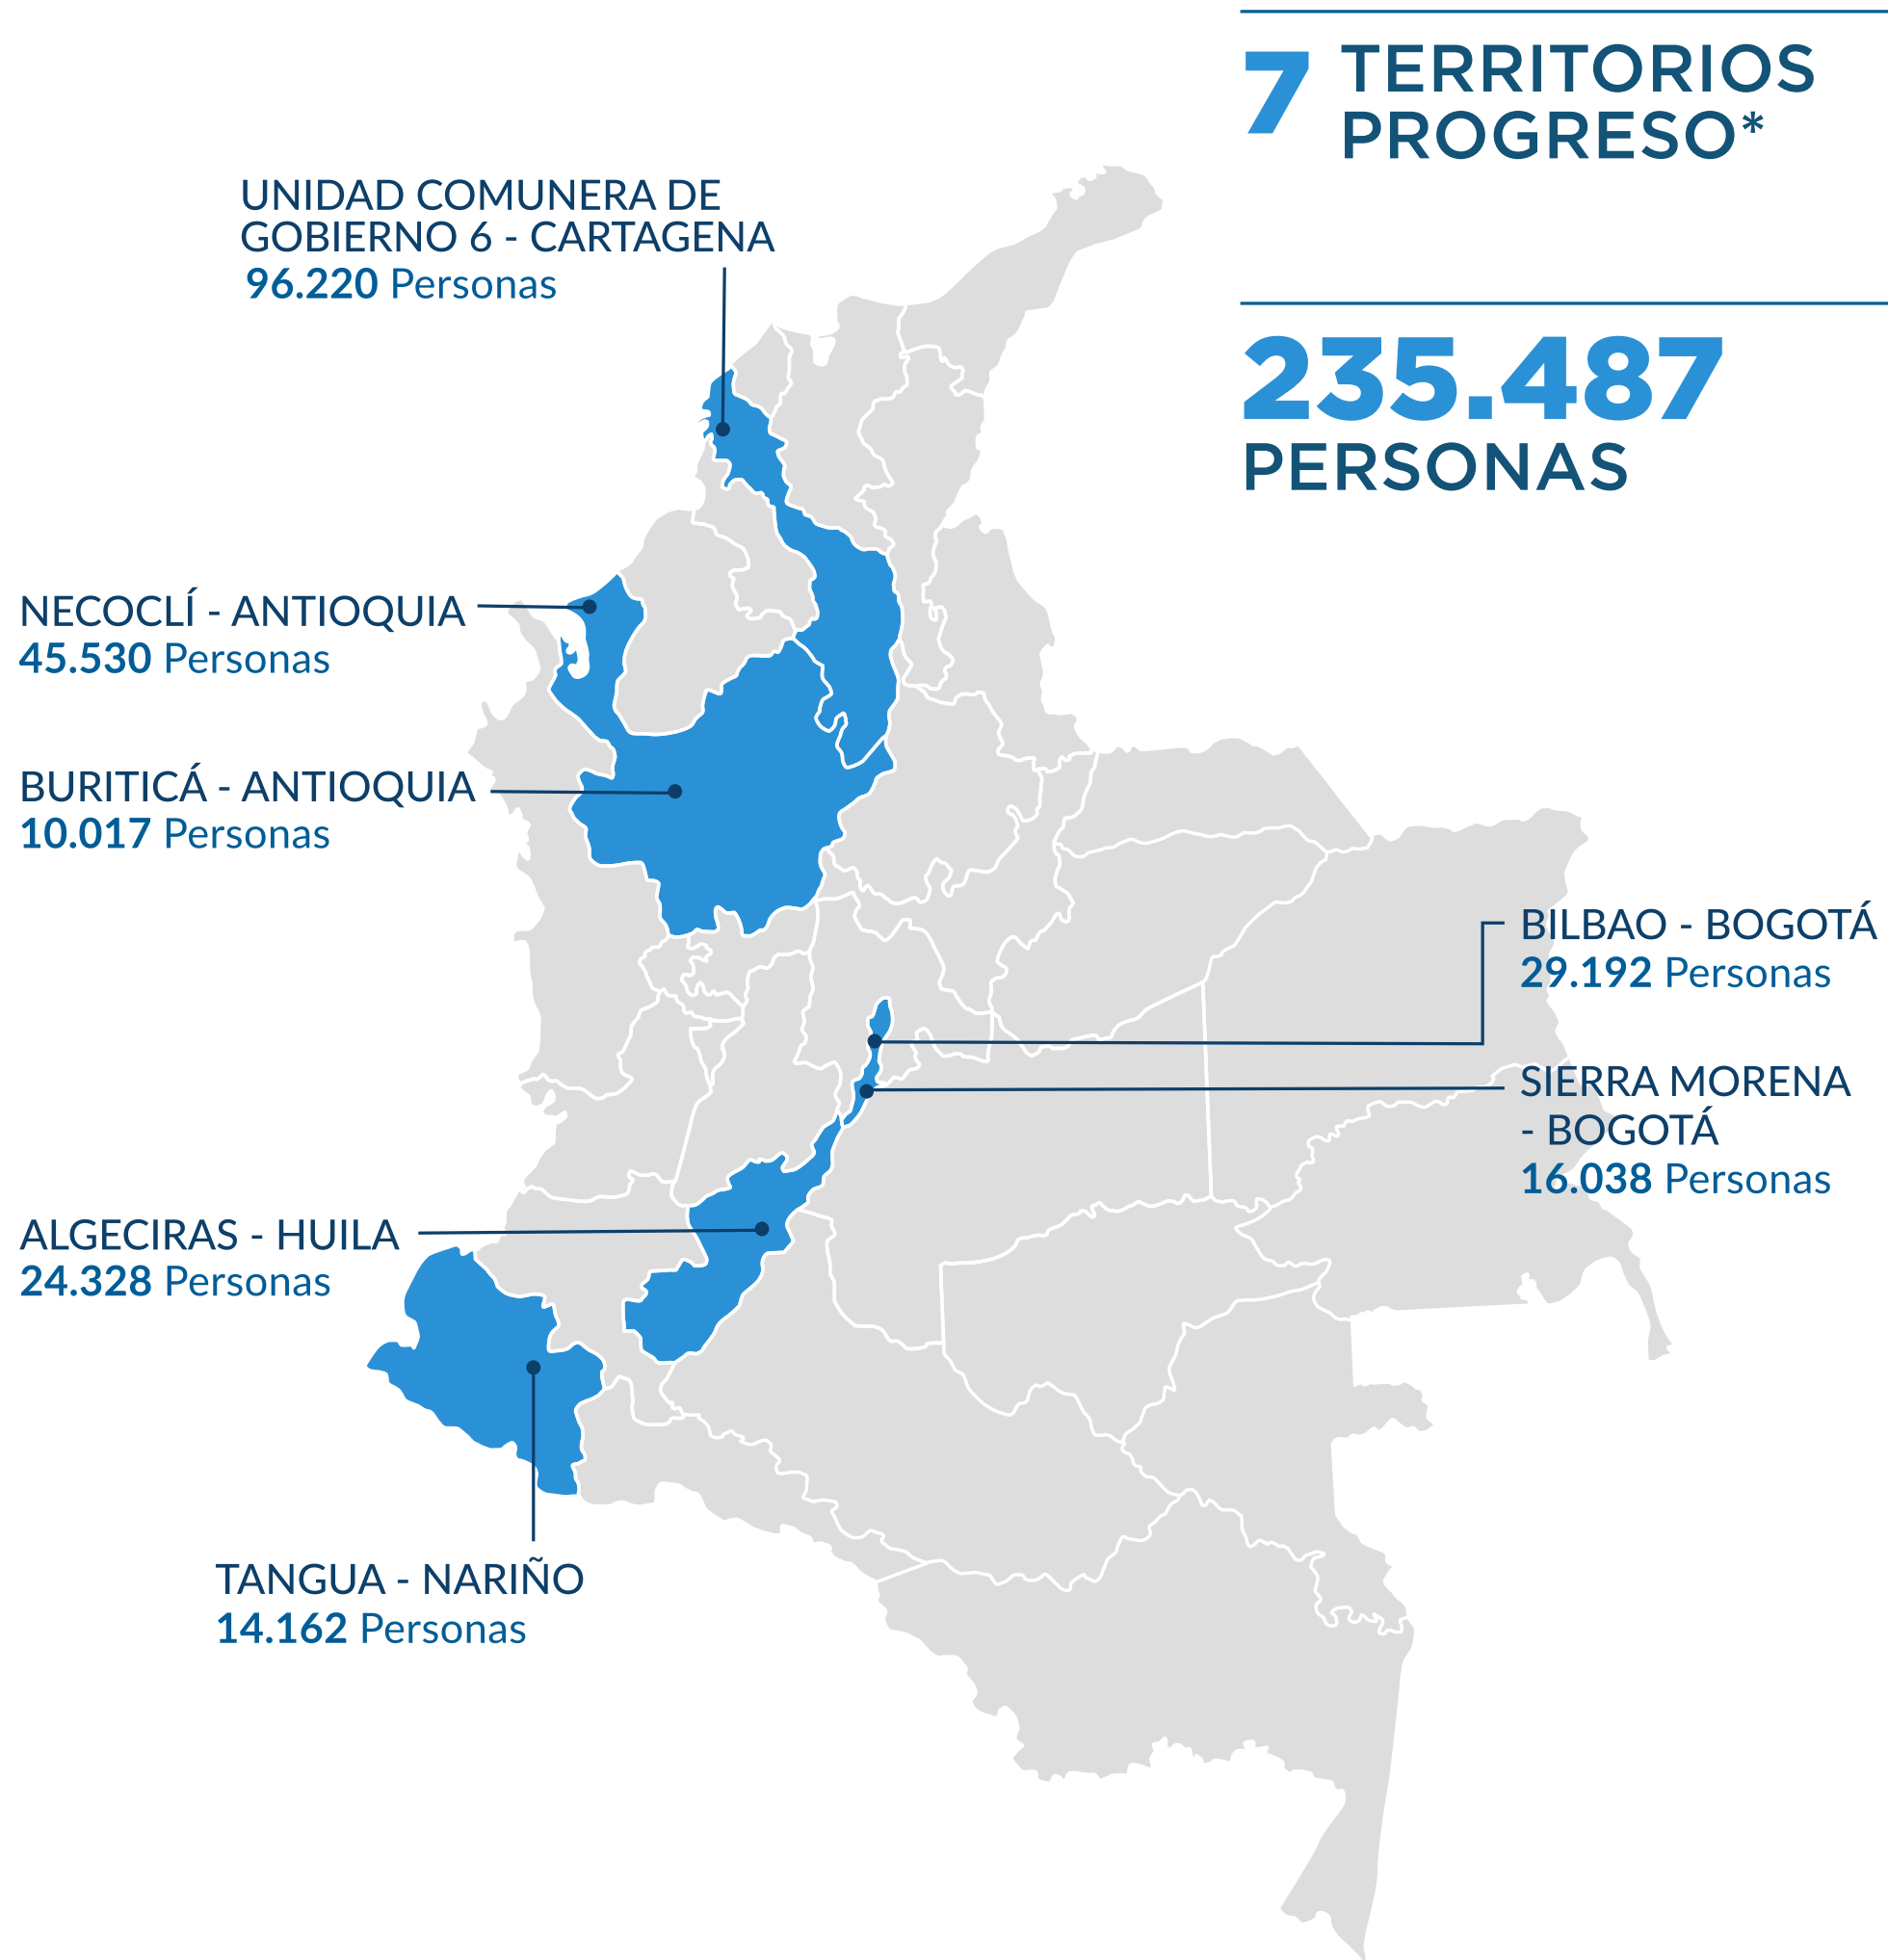 7 TERRITORIOS
PROGRESO*
235.487
PERSONAS
UNIDAD COMUNERA DE
GOBIERNO 6 - CARTAGENA
96.220 Personas
NECOCLÍ - ANTIOQUIA
45.530 Personas
BURITICÁ - ANTIOQUIA
10.017 Personas
BILBAO - BOGOTÁ
29.192 Personas
SIERRA MORENA
- BOGOTÁ
16.038 Personas
ALGECIRAS - HUILA
24.328 Personas
TANGUA - NARIÑO
14.162 Personas